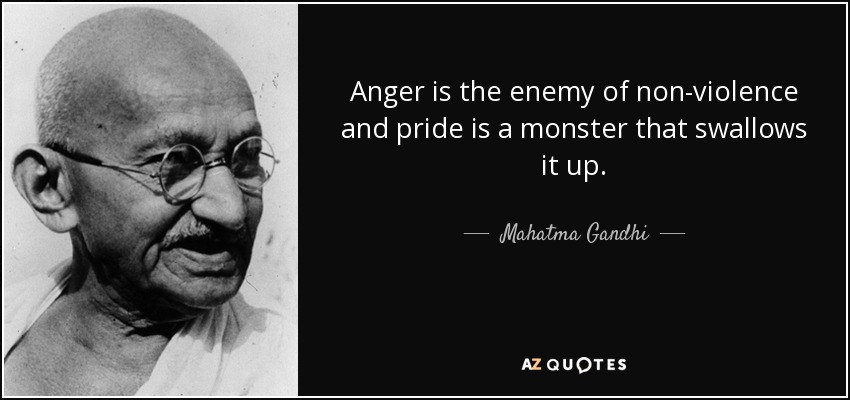 Anger is the enemy of non-violence
and pride is a monster that swallows
it up.
Mahatma Gandhi
AZ QUOTES